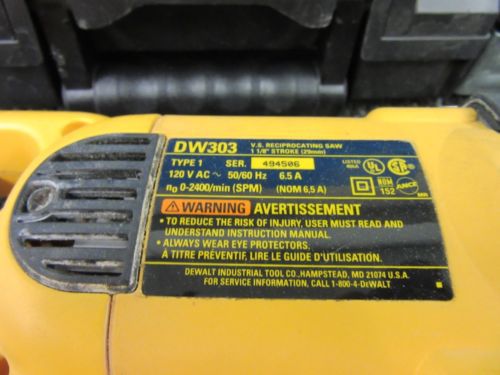 DW303 V.S. RECIPROCATING SAW
1 1/8" STROKE (29mm)
TYPE 1 SER. 494506
120 V AC ~ 50/60 Hz 6.5 A
n₀ 0-2400/min (SPM) (NOM 6,5 A)
LISTED
UL
NOM
152
ANCE
WARNING AVERTISSEMENT
• TO REDUCE THE RISK OF INJURY, USER MUST READ AND
UNDERSTAND INSTRUCTION MANUAL.
• ALWAYS WEAR EYE PROTECTORS.
À TITRE PRÉVENTIF, LIRE LE GUIDE D'UTILISATION.
DEWALT INDUSTRIAL TOOL CO., HAMPSTEAD, MD 21074 U.S.A.
FOR SERVICE INFORMATION, CALL 1-800-4-DEWALT